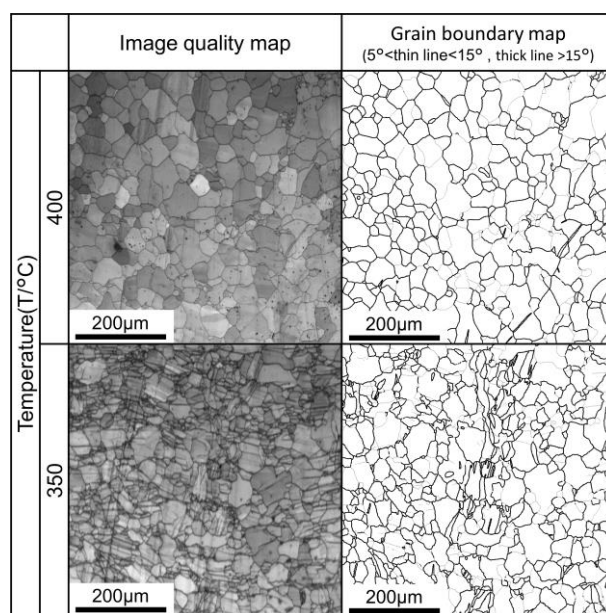 Image quality map
Grain boundary map
(5°<thin line<15° , thick line >15°)
Temperature(T/°C)
400
200μm
200μm
350
200μm
200μm